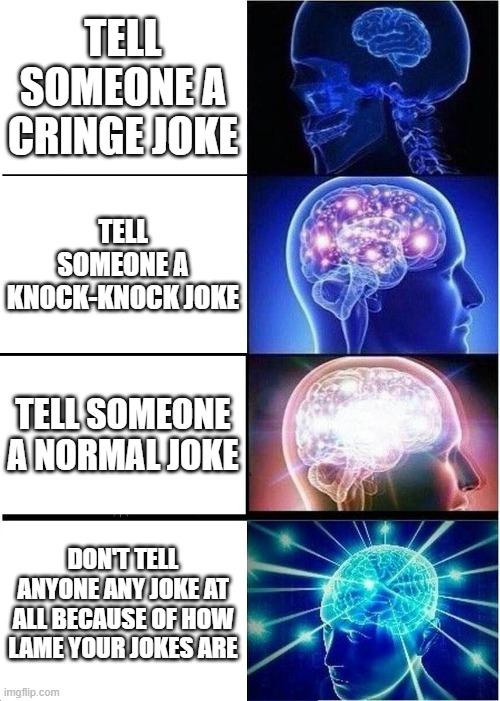 TELL
SOMEONE A
CRINGE JOKE
TELL
SOMEONE A
KNOCK-KNOCK JOKE
TELL SOMEONE
A NORMAL JOKE
DON'T TELL
ANYONE ANY JOKE AT
ALL BECAUSE OF HOW
LAME YOUR JOKES ARE
imgflip.com